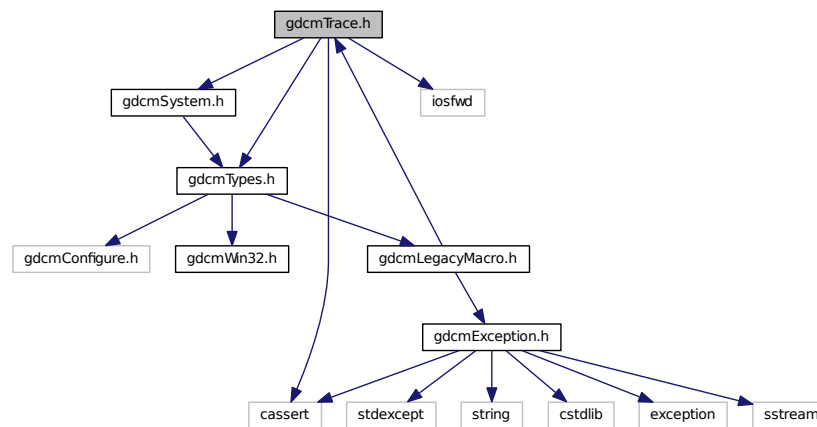 gdcmTrace.h
gdcmSystem.h
iosfwd
gdcmTypes.h
gdcmConfigure.h
gdcmWin32.h
gdcmLegacyMacro.h
gdcmException.h
cassert
stdexcept
string
cstdlib
exception
sstream